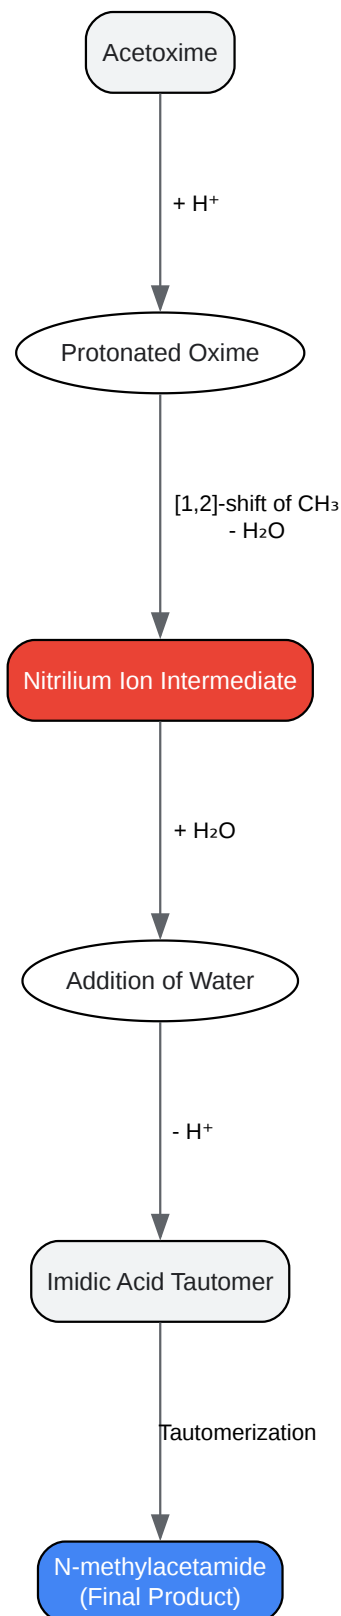 Acetoxime
+ H⁺
Protonated Oxime
[1,2]-shift of CH₃
- H₂O
Nitrilium Ion Intermediate
+ H₂O
Addition of Water
- H⁺
Imidic Acid Tautomer
Tautomerization
N-methylacetamide
(Final Product)